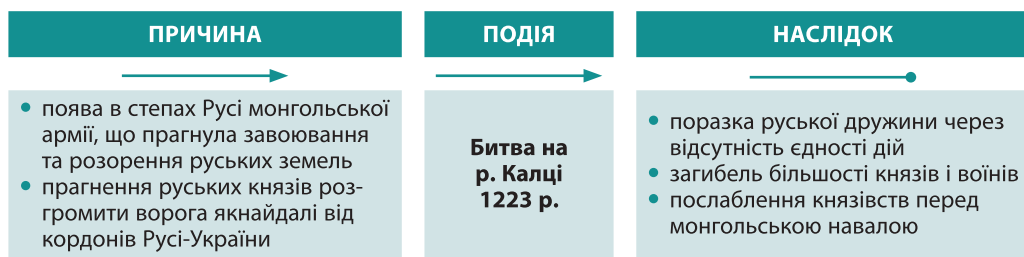 ПРИЧИНА
ПОДІЯ
НАСЛІДОК
• поява в степах Русі монгольської
армії, що прагнула завоювання
та розорення руських земель
• прагнення руських князів роз-
громити ворога якнайдалі від
кордонів Русі-України
Битва на
р. Калці
1223 р.
• поразка руської дружини через
відсутність єдності дій
• загибель більшості князів і воїнів
• послаблення князівств перед
монгольською навалою